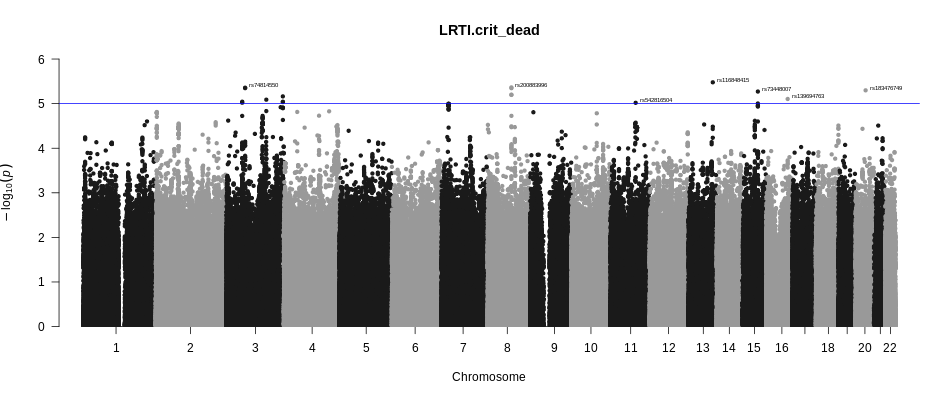 LRTI.crit_dead
6
5
4
3
2
1
0
−log10(p)
rs74814550
rs200883996
rs116848415
rs542816504
rs73448007
rs139694763
rs183476749
1 2 3 4 5 6 7 8 9 10 11 12 13 14 15 16 18 20 22
Chromosome